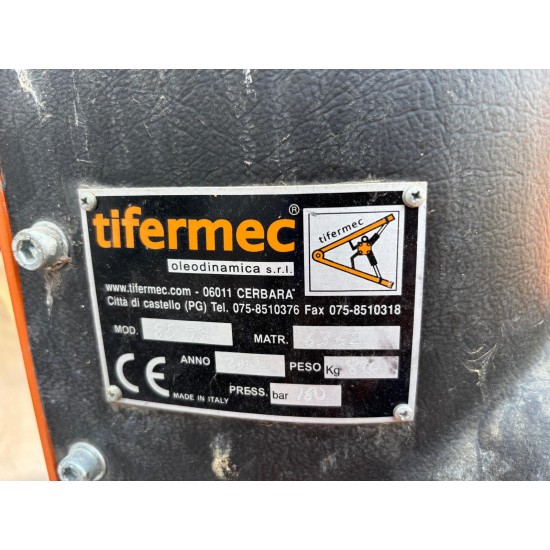 tifermec®
oleodinamica s.r.l.
tifermec
www.tifermec.com - 06011 CERBARA'
Città di castello (PG) Tel. 075-8510376 Fax 075-8510318
MOD. MATR.
ANNO PESO Kg
CE PRESS. bar 180
MADE IN ITALY